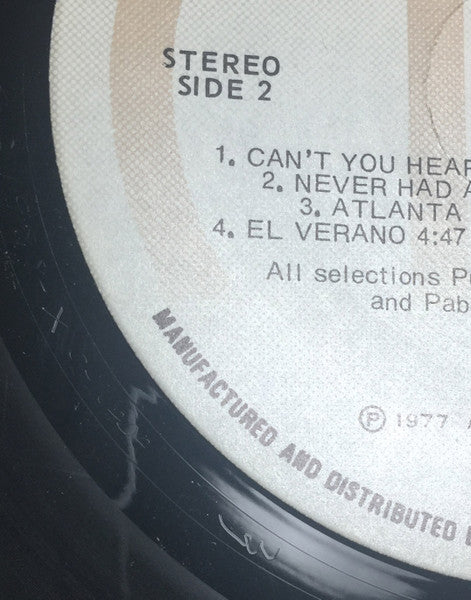 STEREO
SIDE 2
1. CAN'T YOU HEAR
2. NEVER HAD A
3. ATLANTA
4. EL VERANO 4:47
All selections P
and Pab
℗ 1977 A
MANUFACTURED AND DISTRIBUTED B